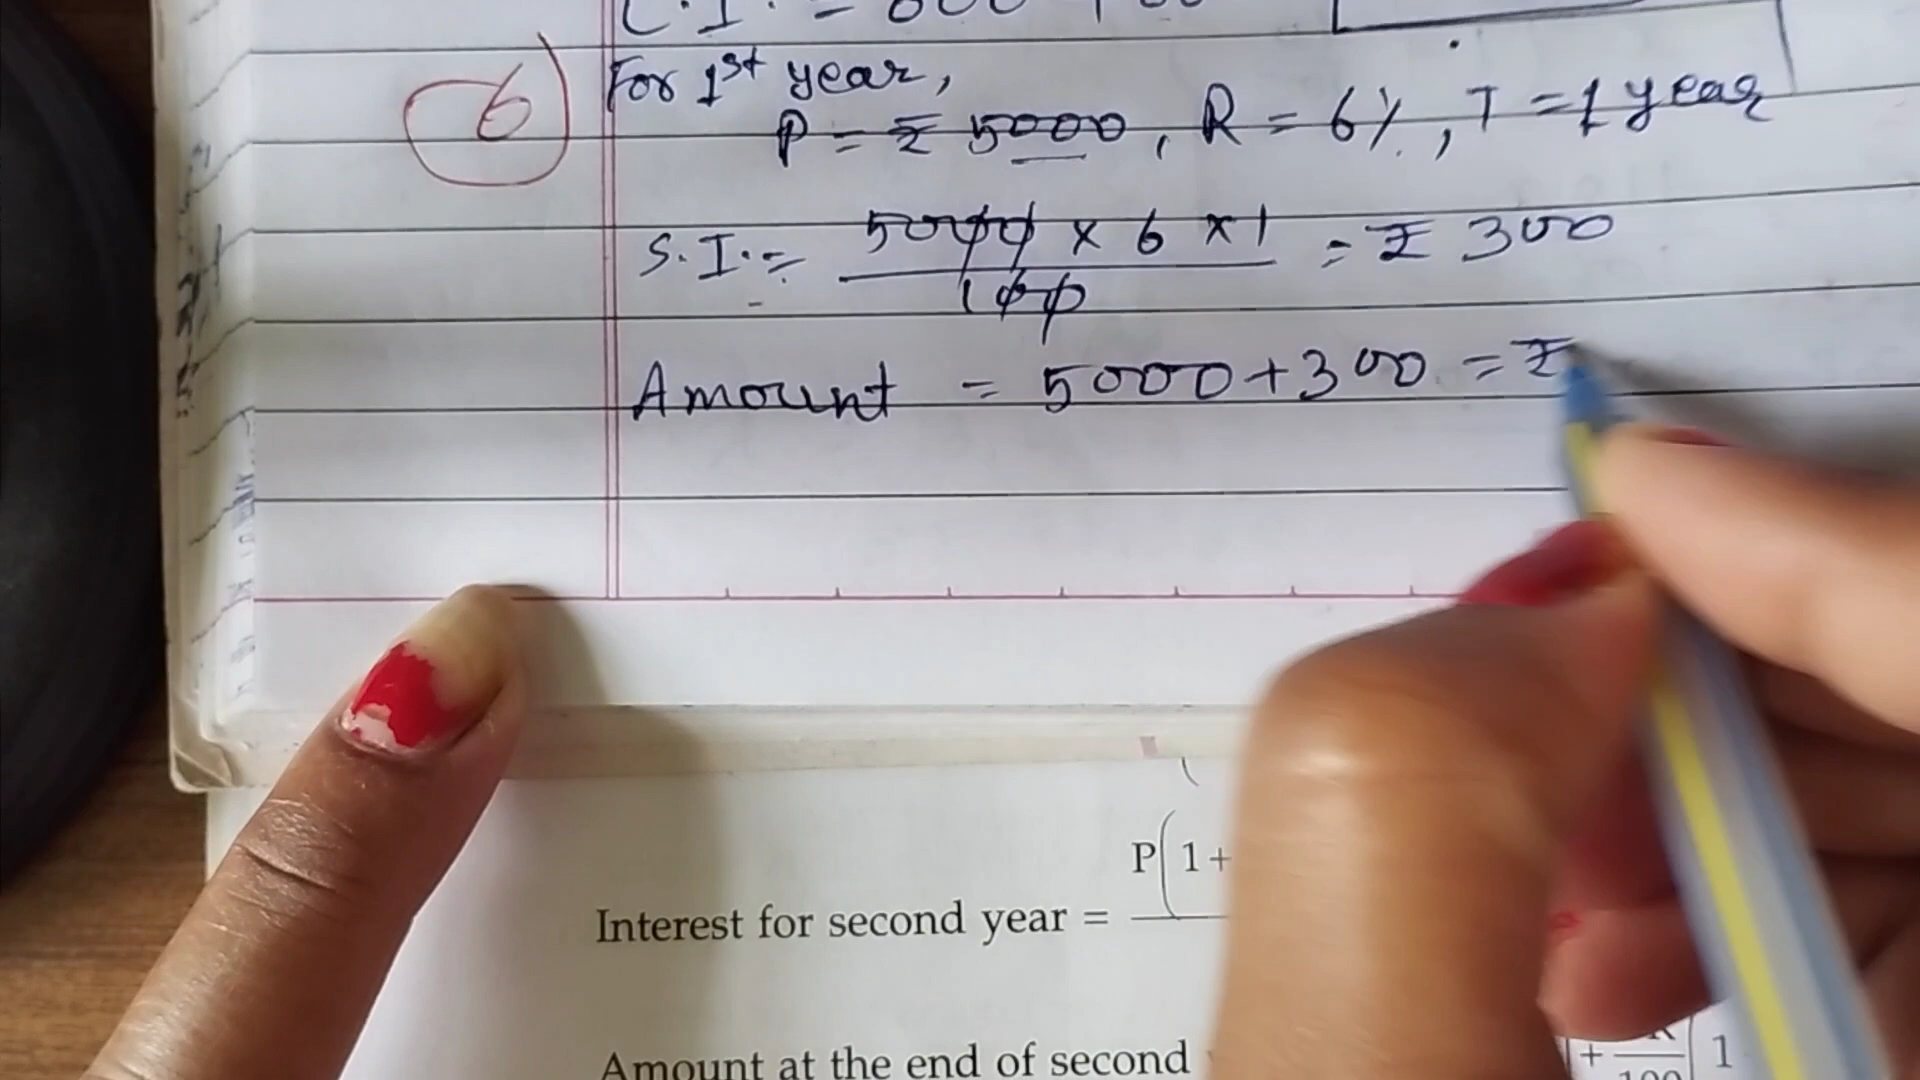 C.I. =
6) For 1st year,
P = ₹ 5000, R = 6%, T = 1 year
S.I. = 5000 × 6 × 1 / 100 = ₹ 300
Amount = 5000 + 300 = ₹
Interest for second year = P(1+
Amount at the end of second
+ 100 1